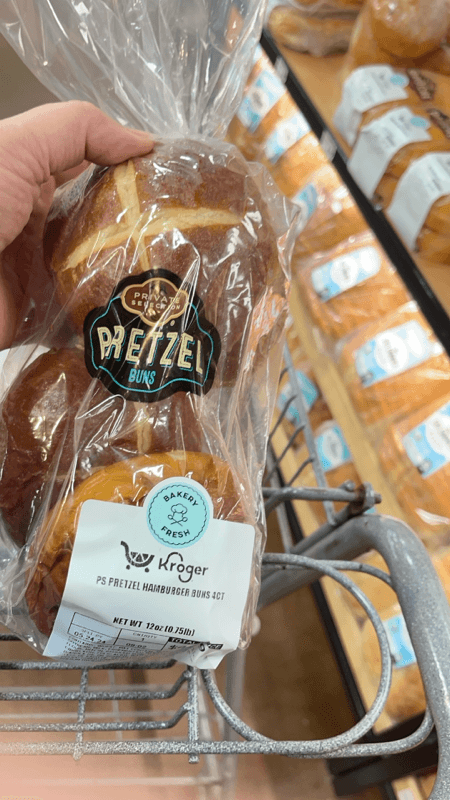 PRIVATE
SELECTION
PRETZEL
BUNS
BAKERY
FRESH
Kroger
PS PRETZEL HAMBURGER BUNS 4CT
NET WT 12oz (0.75lb)